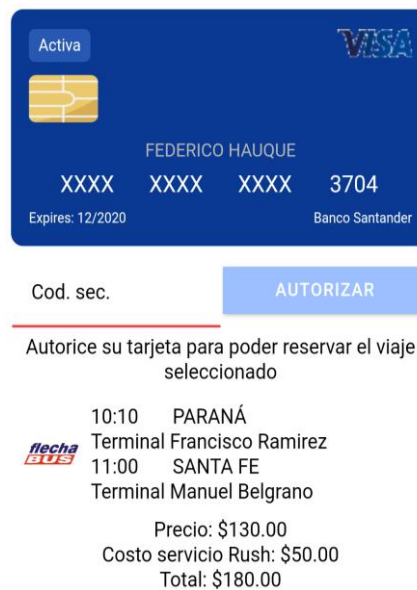 Activa
VISA
FEDERICO HAUQUE
XXXX XXXX XXXX 3704
Expires: 12/2020 Banco Santander
Cod. sec. AUTORIZAR
Autorice su tarjeta para poder reservar el viaje
seleccionado
10:10 PARANÁ
Terminal Francisco Ramirez
flecha
BUS
11:00 SANTA FE
Terminal Manuel Belgrano
Precio: $130.00
Costo servicio Rush: $50.00
Total: $180.00